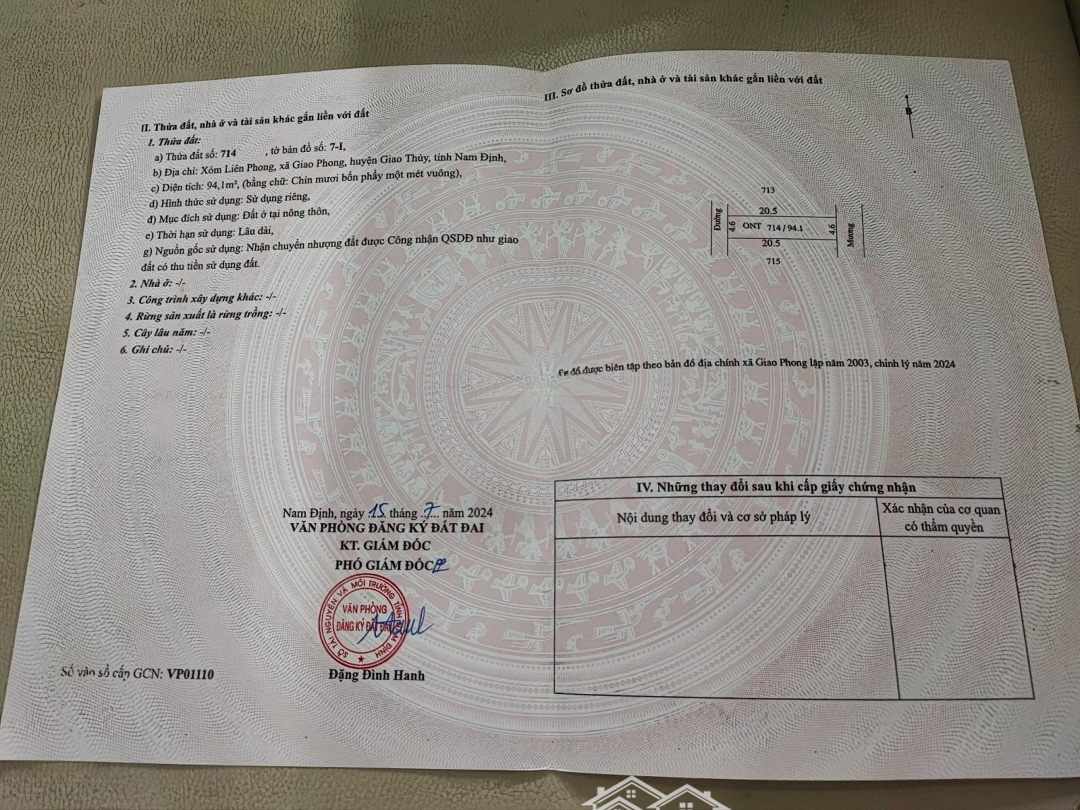 II. Thửa đất, nhà ở và tài sản khác gắn liền với đất
1. Thửa đất:
a) Thửa đất số: 714 , tờ bản đồ số: 7-I,
b) Địa chỉ: Xóm Liên Phong, xã Giao Phong, huyện Giao Thủy, tỉnh Nam Định,
c) Diện tích: 94,1m², (bằng chữ: Chín mươi bốn phẩy một mét vuông),
d) Hình thức sử dụng: Sử dụng riêng,
đ) Mục đích sử dụng: Đất ở tại nông thôn,
e) Thời hạn sử dụng: Lâu dài,
g) Nguồn gốc sử dụng: Nhận chuyển nhượng đất được Công nhận QSDĐ như giao
đất có thu tiền sử dụng đất.
2. Nhà ở: -/-
3. Công trình xây dựng khác: -/-
4. Rừng sản xuất là rừng trồng: -/-
5. Cây lâu năm: -/-
6. Ghi chú: -/-
Nam Định, ngày 15 tháng 7 năm 2024
VĂN PHÒNG ĐĂNG KÝ ĐẤT ĐAI
KT. GIÁM ĐỐC
PHÓ GIÁM ĐỐC
SỞ TÀI NGUYÊN VÀ MÔI TRƯỜNG TỈNH NAM ĐỊNH
VĂN PHÒNG
ĐĂNG KÝ ĐẤT ĐAI
Đặng Đình Hanh
Số vào sổ cấp GCN: VP01110
III. Sơ đồ thửa đất, nhà ở và tài sản khác gắn liền với đất
B
713
20.5
Đường
4.6
ONT 714 / 94.1
4.6
Mương
20.5
715
đồ được biên tập theo bản đồ địa chính xã Giao Phong lập năm 2003, chỉnh lý năm 2024
IV. Những thay đổi sau khi cấp giấy chứng nhận
Nội dung thay đổi và cơ sở pháp lý
Xác nhận của cơ quan
có thẩm quyền